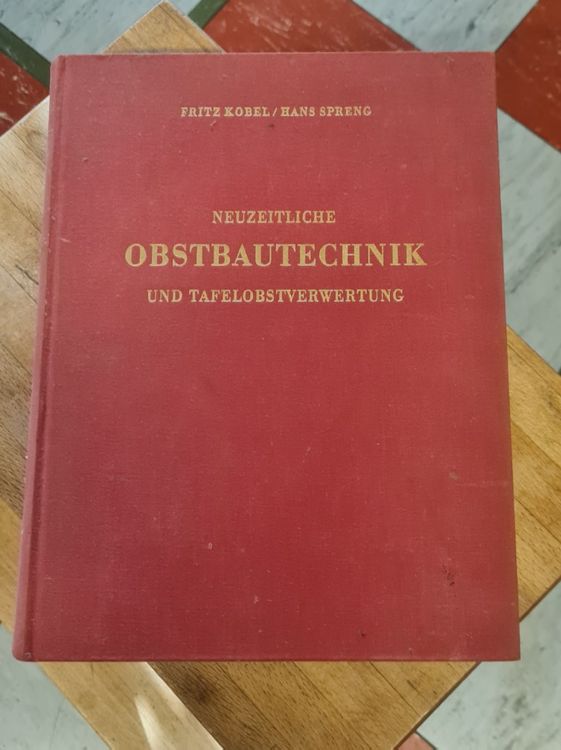 FRITZ KOBEL / HANS SPRENG
NEUZEITLICHE
OBSTBAUTECHNIK
UND TAFELOBSTVERWERTUNG